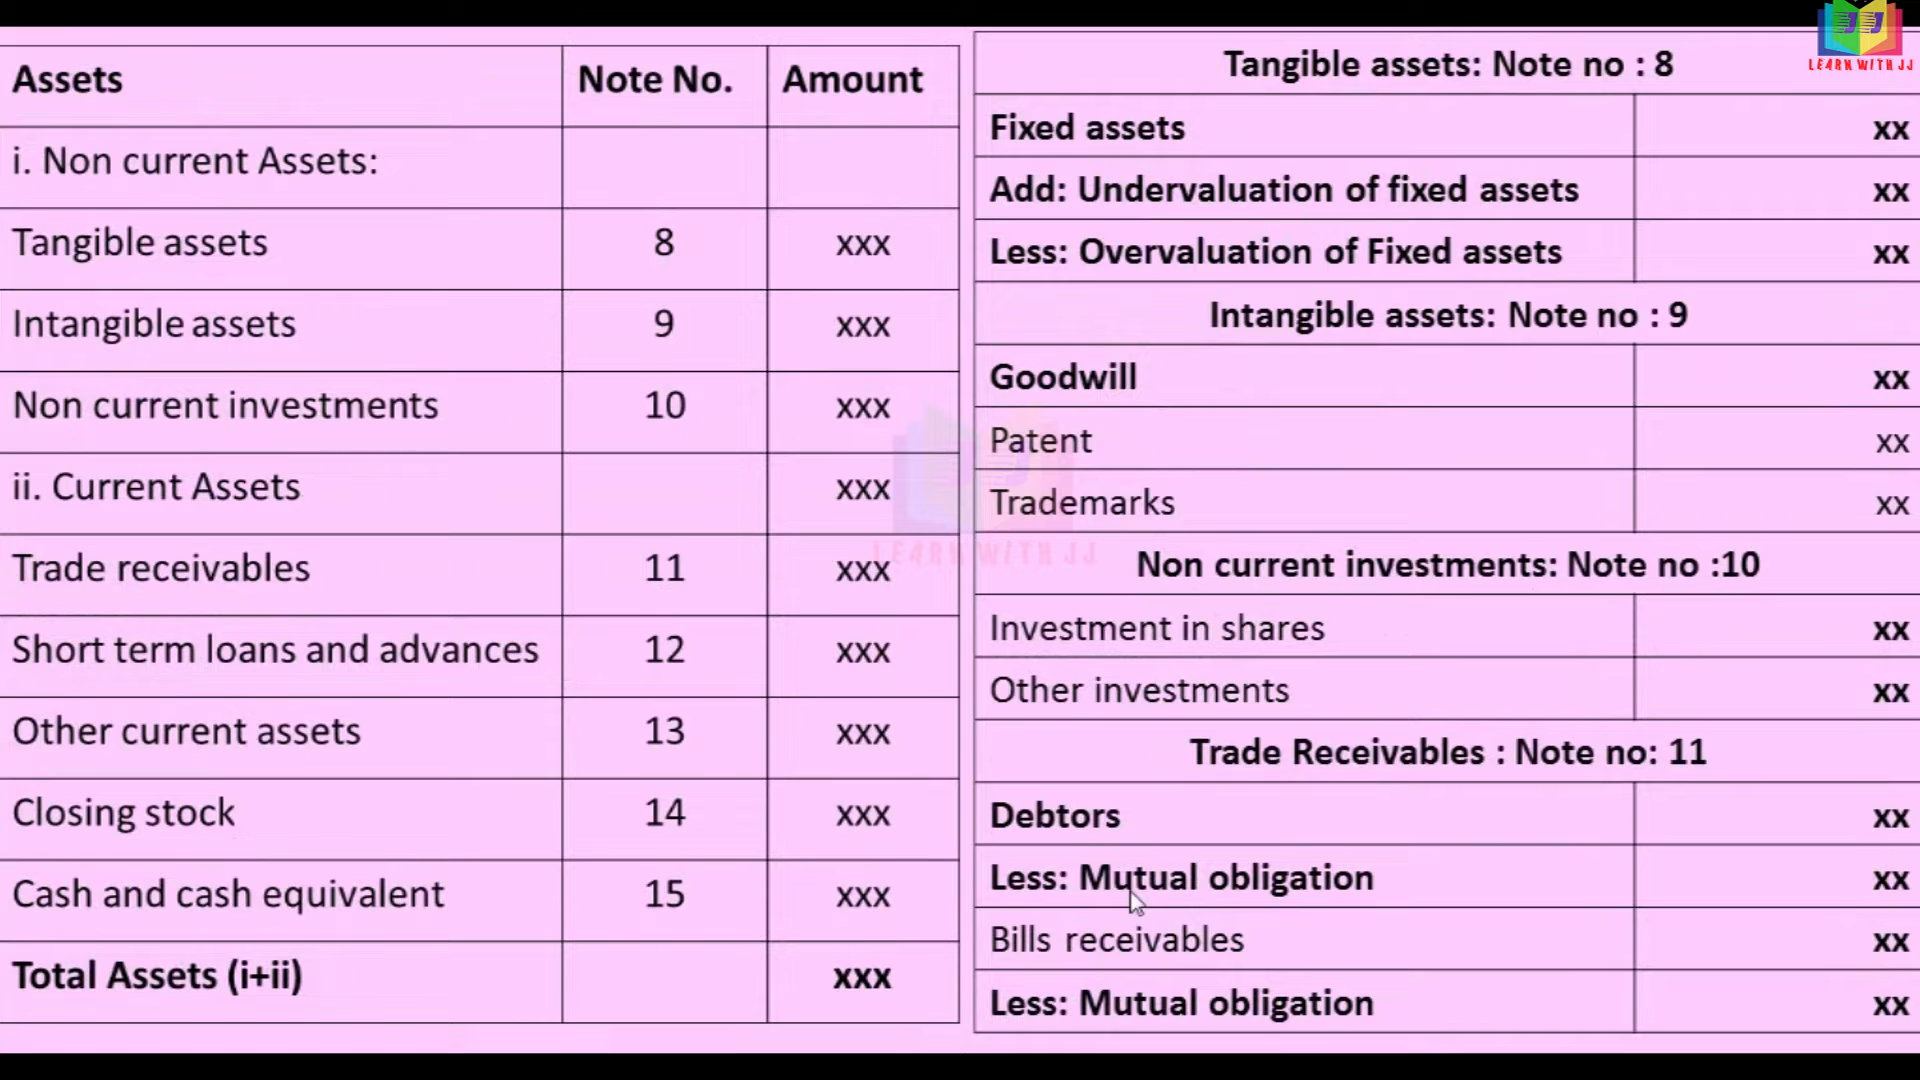 Assets Note No. Amount
i. Non current Assets:
Tangible assets 8 xxx
Intangible assets 9 xxx
Non current investments 10 xxx
ii. Current Assets xxx
Trade receivables 11 xxx
Short term loans and advances 12 xxx
Other current assets 13 xxx
Closing stock 14 xxx
Cash and cash equivalent 15 xxx
Total Assets (i+ii) xxx
Tangible assets: Note no : 8
Fixed assets xx
Add: Undervaluation of fixed assets xx
Less: Overvaluation of Fixed assets xx
Intangible assets: Note no : 9
Goodwill xx
Patent xx
Trademarks xx
Non current investments: Note no :10
Investment in shares xx
Other investments xx
Trade Receivables : Note no: 11
Debtors xx
Less: Mutual obligation xx
Bills receivables xx
Less: Mutual obligation xx
JJ
LEARN WITH JJ
JJ
LEARN WITH JJ